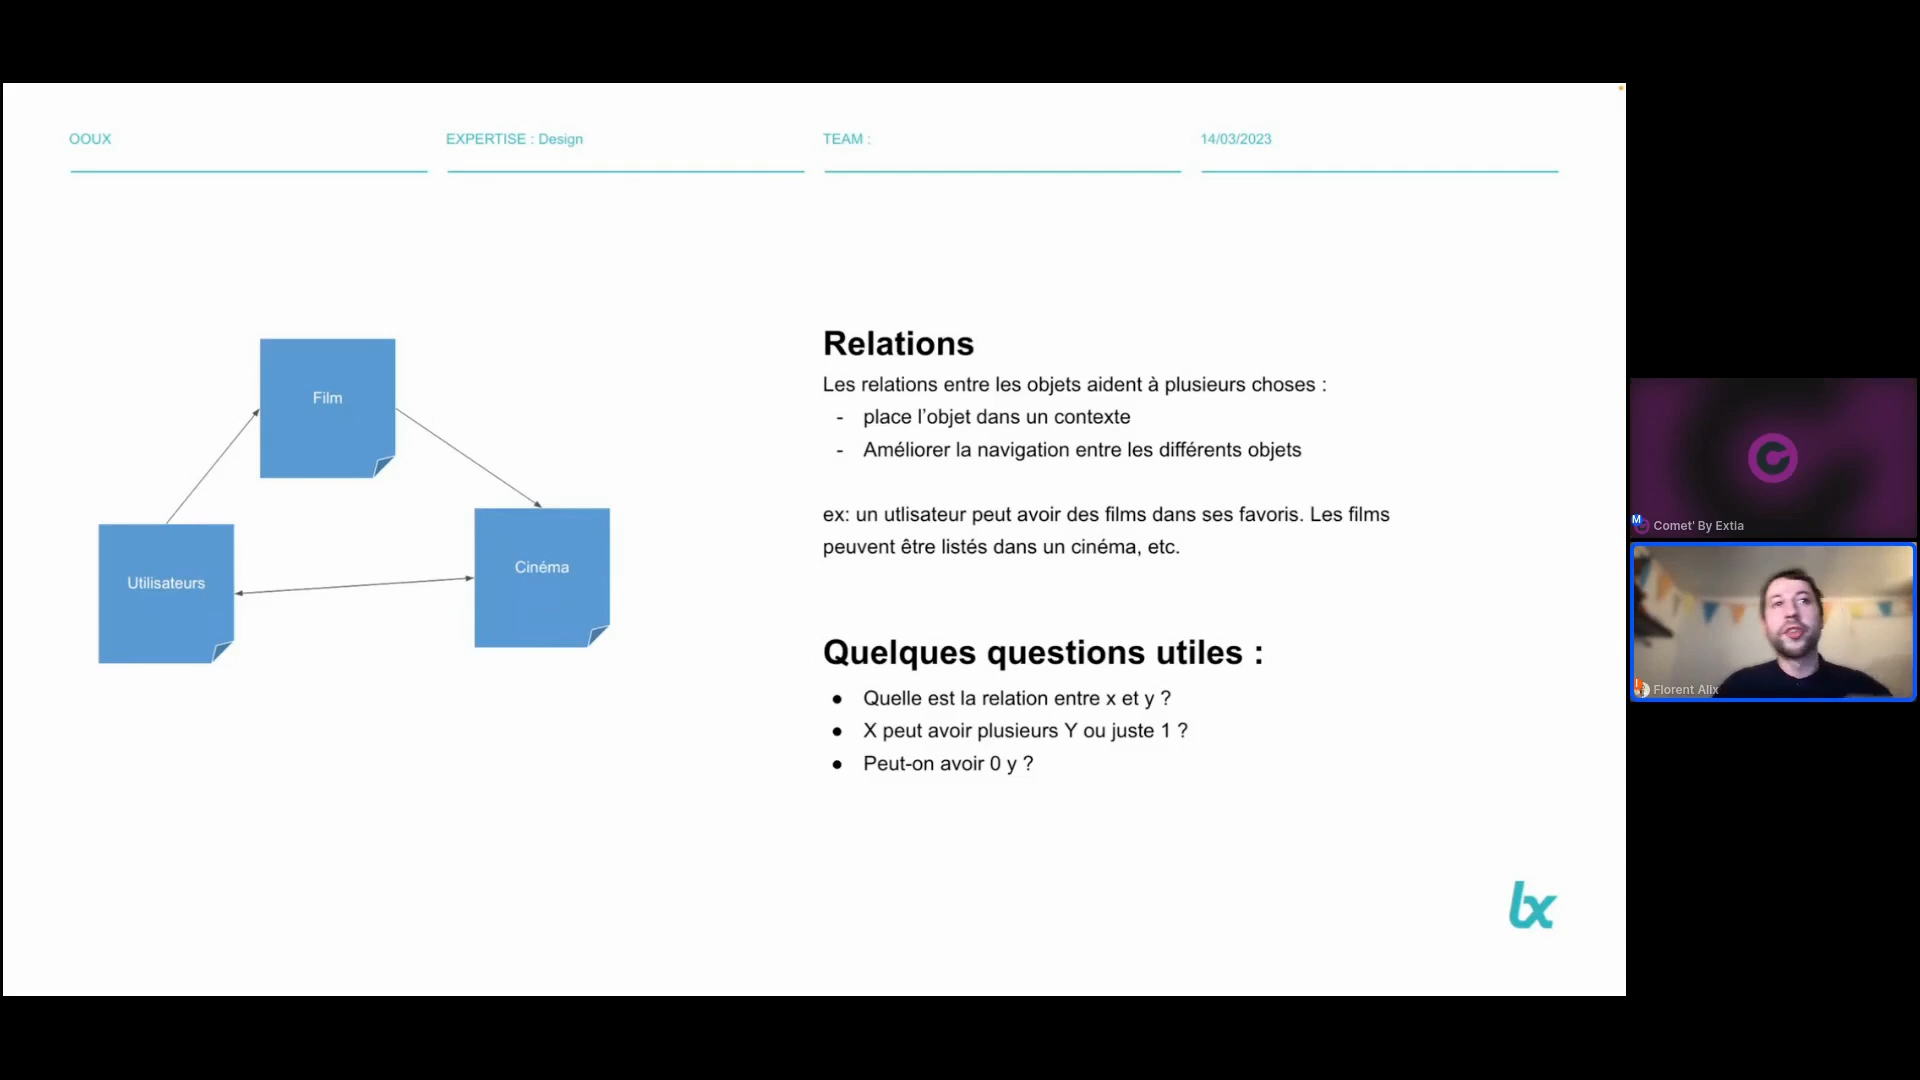 OOUX
EXPERTISE : Design
TEAM :
14/03/2023
Film
Utilisateurs
Cinéma
Relations
Les relations entre les objets aident à plusieurs choses :
- place l'objet dans un contexte
- Améliorer la navigation entre les différents objets
ex: un utlisateur peut avoir des films dans ses favoris. Les films
peuvent être listés dans un cinéma, etc.
Quelques questions utiles :
● Quelle est la relation entre x et y ?
● X peut avoir plusieurs Y ou juste 1 ?
● Peut-on avoir 0 y ?
lx
M
Comet' By Extia
Florent Alix